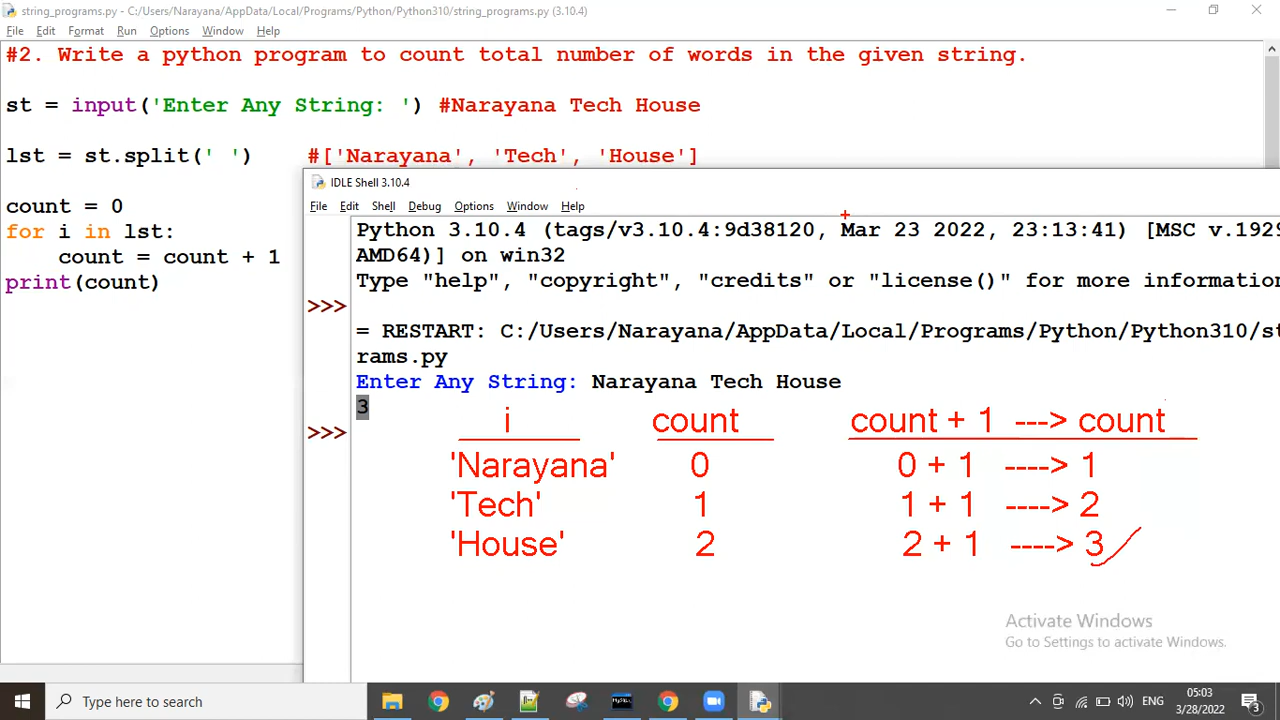 string_programs.py - C:/Users/Narayana/AppData/Local/Programs/Python/Python310/string_programs.py (3.10.4)
File Edit Format Run Options Window Help
#2. Write a python program to count total number of words in the given string.
st = input('Enter Any String: ') #Narayana Tech House
lst = st.split(' ') #['Narayana', 'Tech', 'House']
count = 0
for i in lst:
    count = count + 1
print(count)
IDLE Shell 3.10.4
File Edit Shell Debug Options Window Help
Python 3.10.4 (tags/v3.10.4:9d38120, Mar 23 2022, 23:13:41) [MSC v.1929
AMD64)] on win32
Type "help", "copyright", "credits" or "license()" for more information
>>>
= RESTART: C:/Users/Narayana/AppData/Local/Programs/Python/Python310/st
rams.py
Enter Any String: Narayana Tech House
3
>>>
i count count + 1 ---> count
'Narayana' 0 0 + 1 ----> 1
'Tech' 1 1 + 1 ----> 2
'House' 2 2 + 1 ----> 3
Activate Windows
Go to Settings to activate Windows.
Type here to search
ENG
05:03
3/28/2022
3